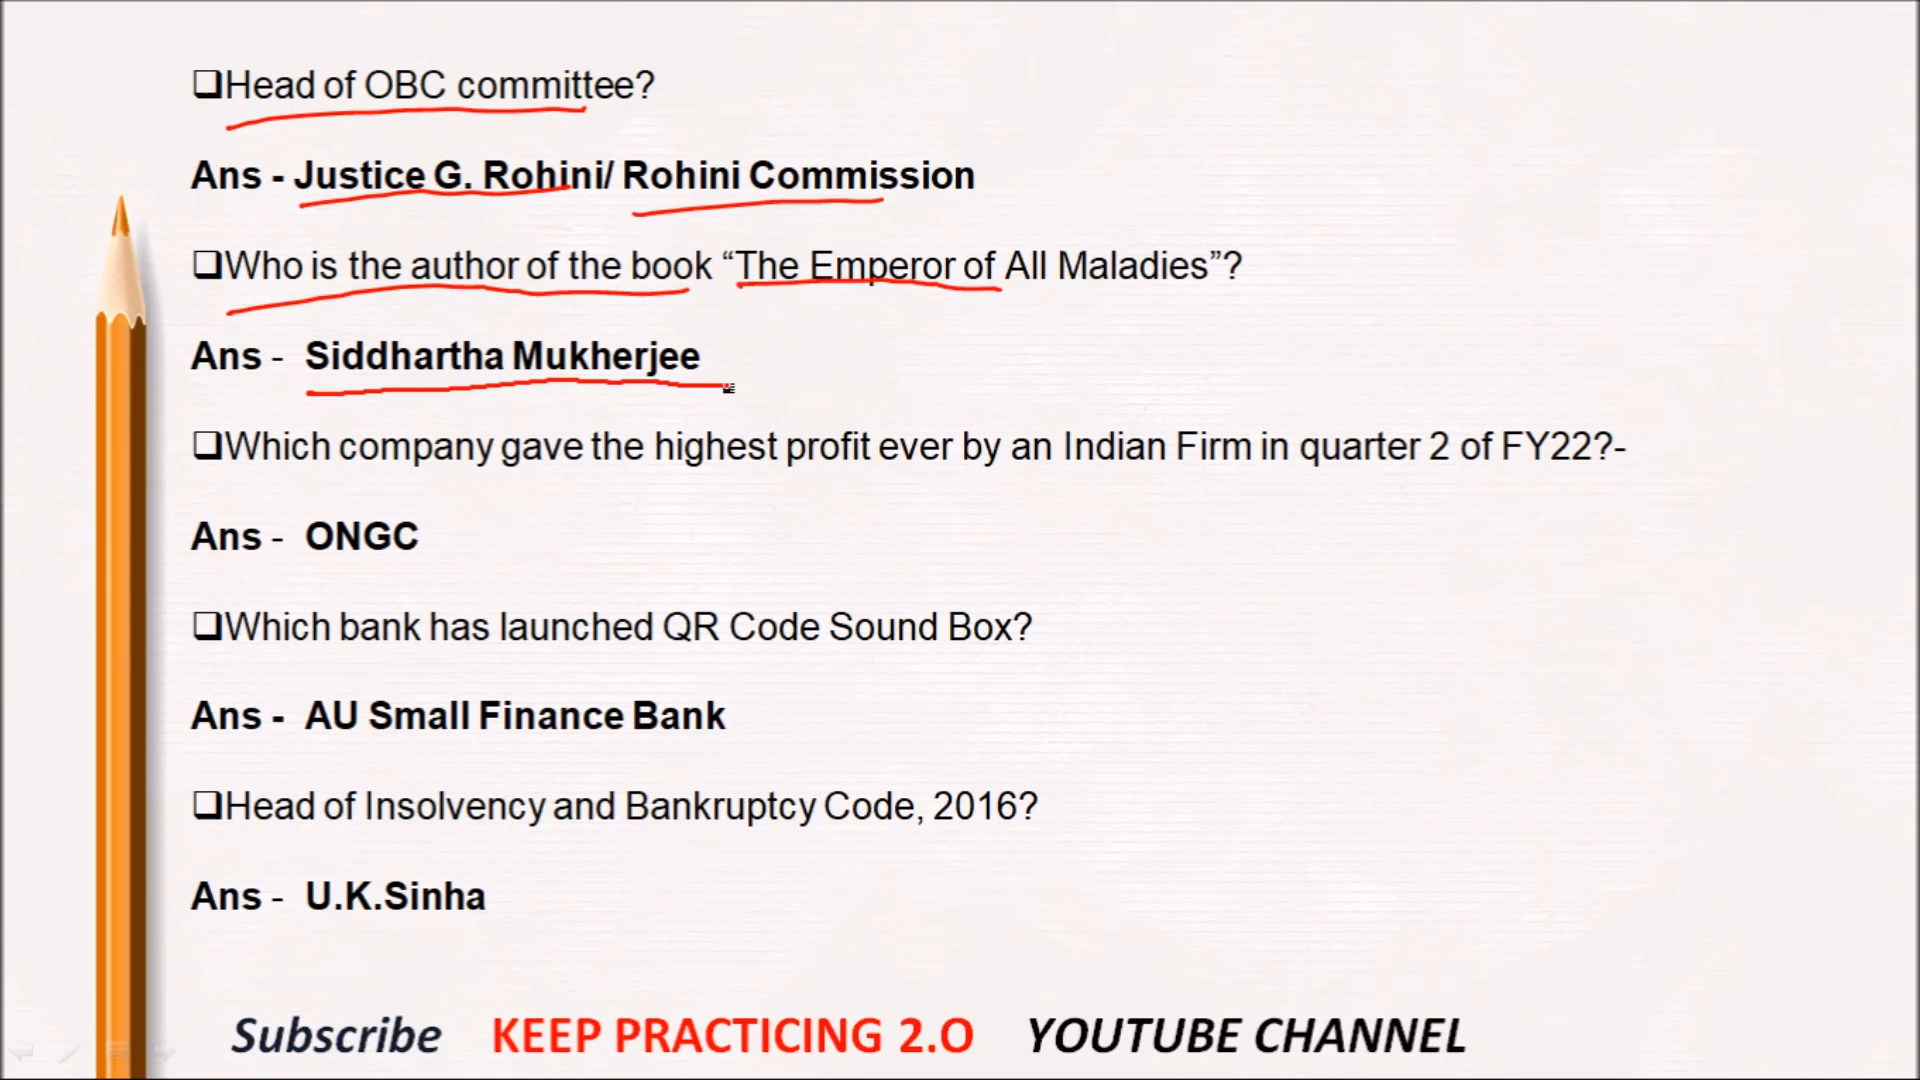 ❑Head of OBC committee?
Ans - Justice G. Rohini/ Rohini Commission
❑Who is the author of the book “The Emperor of All Maladies”?
Ans - Siddhartha Mukherjee
❑Which company gave the highest profit ever by an Indian Firm in quarter 2 of FY22?-
Ans - ONGC
❑Which bank has launched QR Code Sound Box?
Ans - AU Small Finance Bank
❑Head of Insolvency and Bankruptcy Code, 2016?
Ans - U.K.Sinha
Subscribe KEEP PRACTICING 2.O YOUTUBE CHANNEL